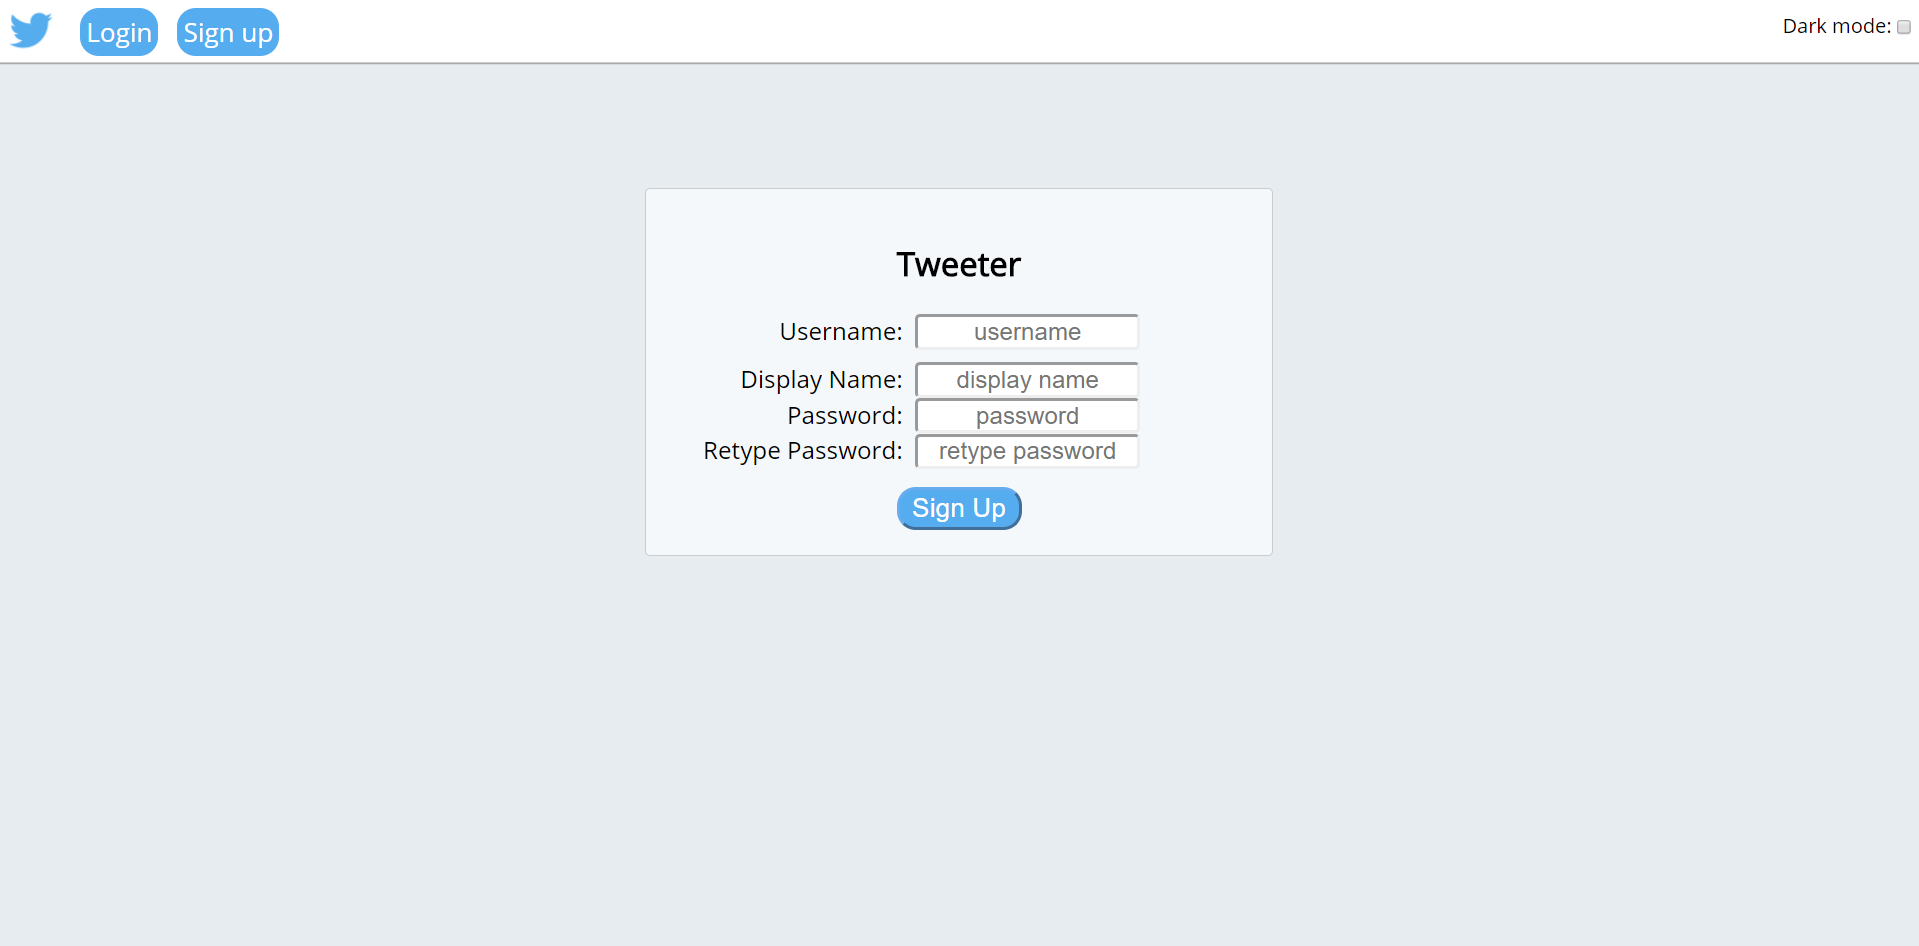 Login Sign up Dark mode:
Tweeter
Username: username
Display Name: display name
Password: password
Retype Password: retype password
Sign Up